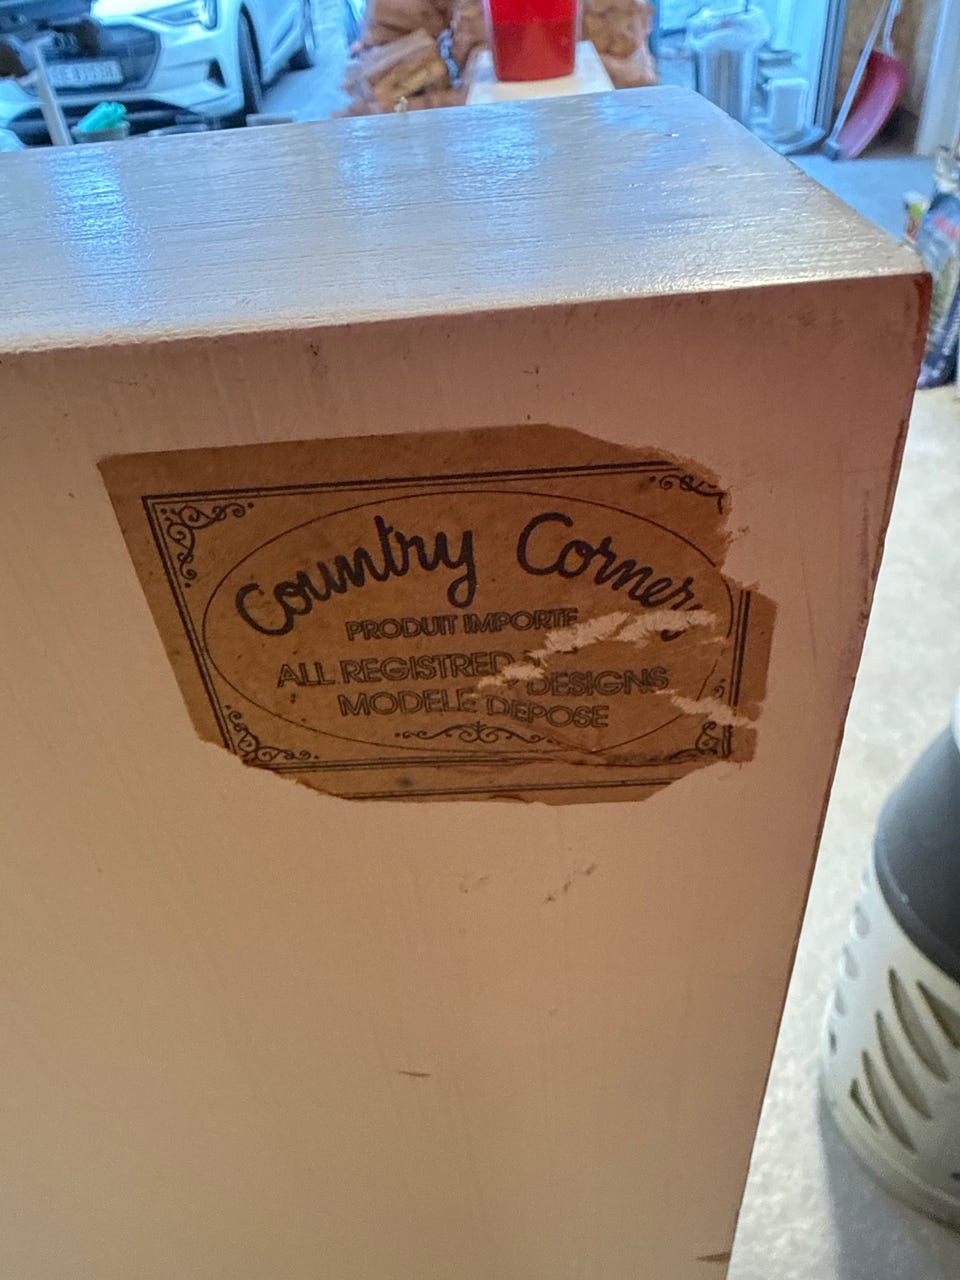 Country Corner
PRODUIT IMPORTE
ALL REGISTRED DESIGNS
MODELE DEPOSE